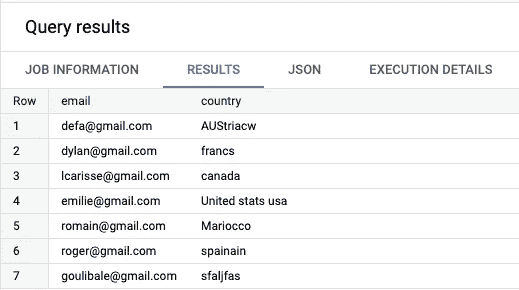 Query results
JOB INFORMATION RESULTS JSON EXECUTION DETAILS
Row email country
1 defa@gmail.com AUStriacw
2 dylan@gmail.com francs
3 lcarisse@gmail.com canada
4 emilie@gmail.com United stats usa
5 romain@gmail.com Mariocco
6 roger@gmail.com spainain
7 goulibale@gmail.com sfaljfas